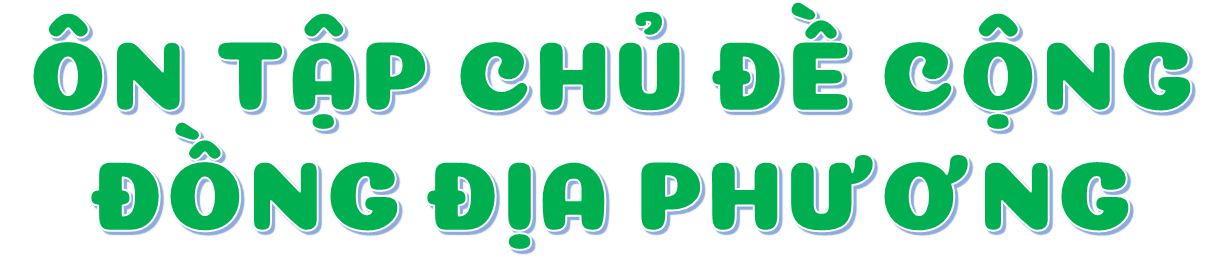 ÔN TẬP CHỦ ĐỀ CỘNG
ĐỒNG ĐỊA PHƯƠNG